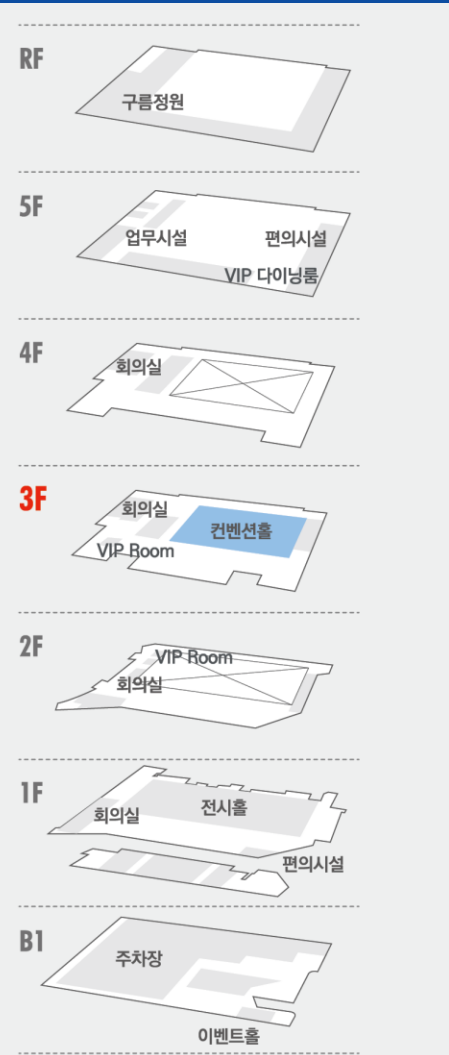 RF
구름정원
5F
업무시설
편의시설
VIP 다이닝룸
4F
회의실
3F
회의실
컨벤션홀
VIP Room
2F
VIP Room
회의실
1F
전시홀
회의실
편의시설
B1
주차장
이벤트홀